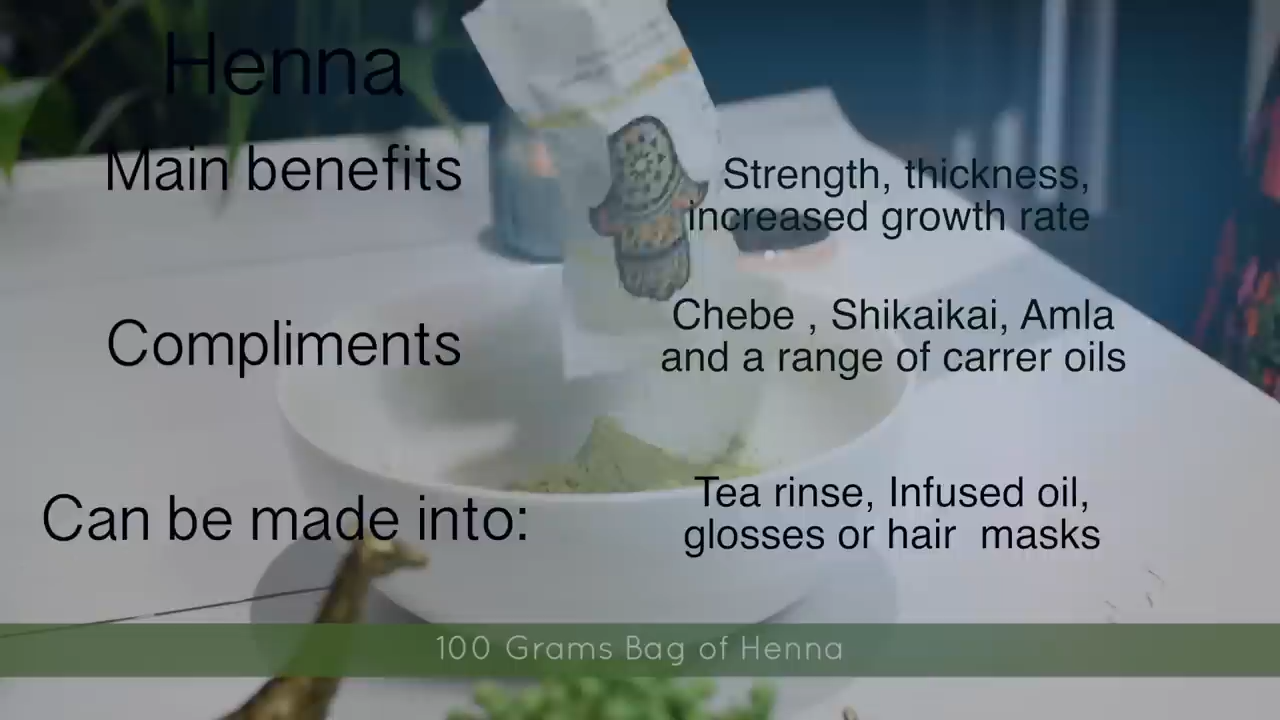 Henna
Main benefits
Strength, thickness,
increased growth rate
Compliments
Chebe , Shikaikai, Amla
and a range of carrer oils
Can be made into:
Tea rinse, Infused oil,
glosses or hair  masks
100 Grams Bag of Henna